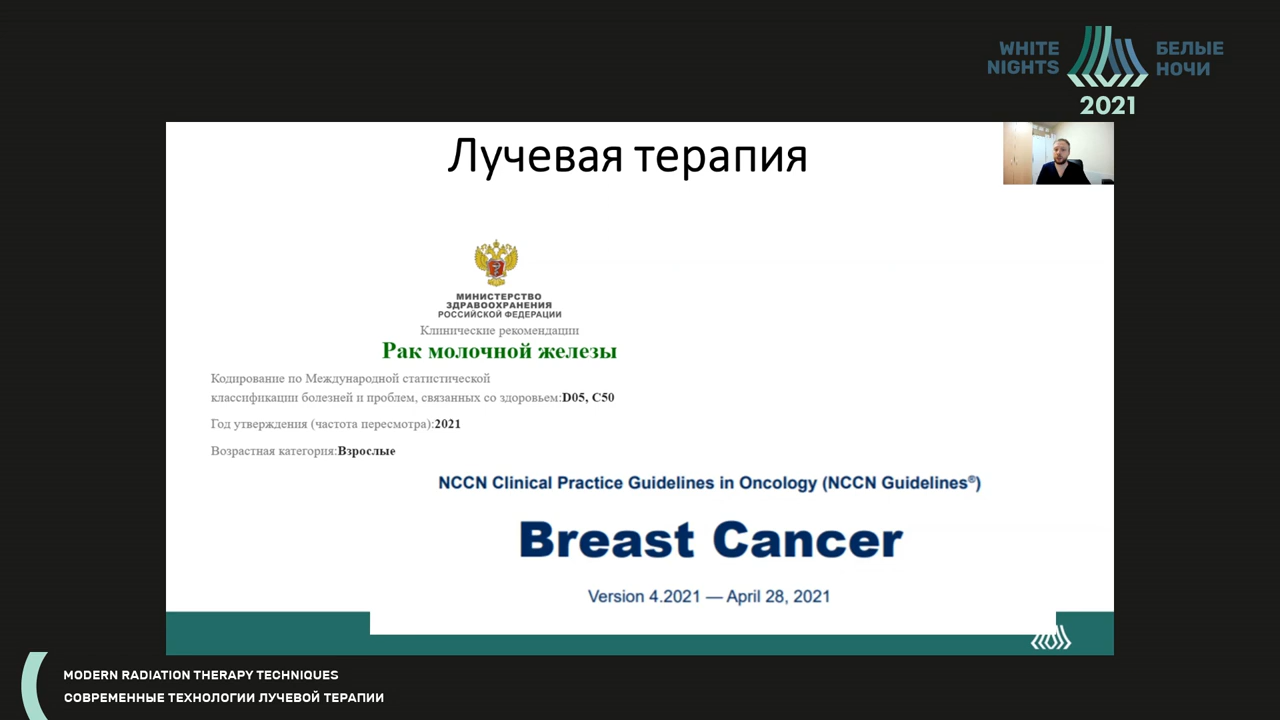 WHITE NIGHTS
БЕЛЫЕ НОЧИ
2021
Лучевая терапия
МИНИСТЕРСТВО
ЗДРАВООХРАНЕНИЯ
РОССИЙСКОЙ ФЕДЕРАЦИИ
Клинические рекомендации
Рак молочной железы
Кодирование по Международной статистической
классификации болезней и проблем, связанных со здоровьем:D05, C50
Год утверждения (частота пересмотра):2021
Возрастная категория:Взрослые
NCCN Clinical Practice Guidelines in Oncology (NCCN Guidelines®)
Breast Cancer
Version 4.2021 — April 28, 2021
MODERN RADIATION THERAPY TECHNIQUES
СОВРЕМЕННЫЕ ТЕХНОЛОГИИ ЛУЧЕВОЙ ТЕРАПИИ